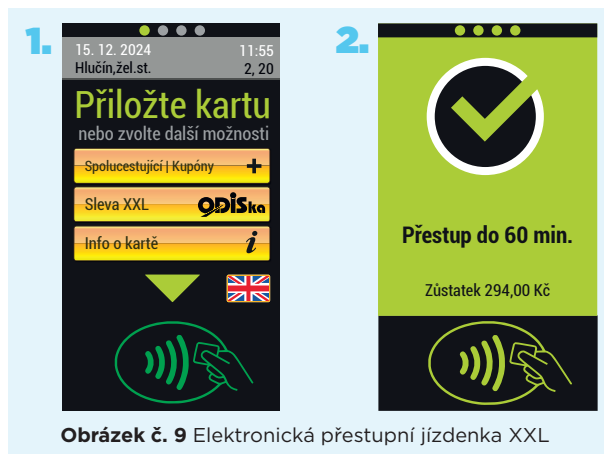 1.
15. 12. 2024 11:55
Hlučín,žel.st. 2, 20
Přiložte kartu
nebo zvolte další možnosti
Spolucestující | Kupóny +
Sleva XXL ODISka
Info o kartě i
2.
Přestup do 60 min.
Zůstatek 294,00 Kč
Obrázek č. 9 Elektronická přestupní jízdenka XXL